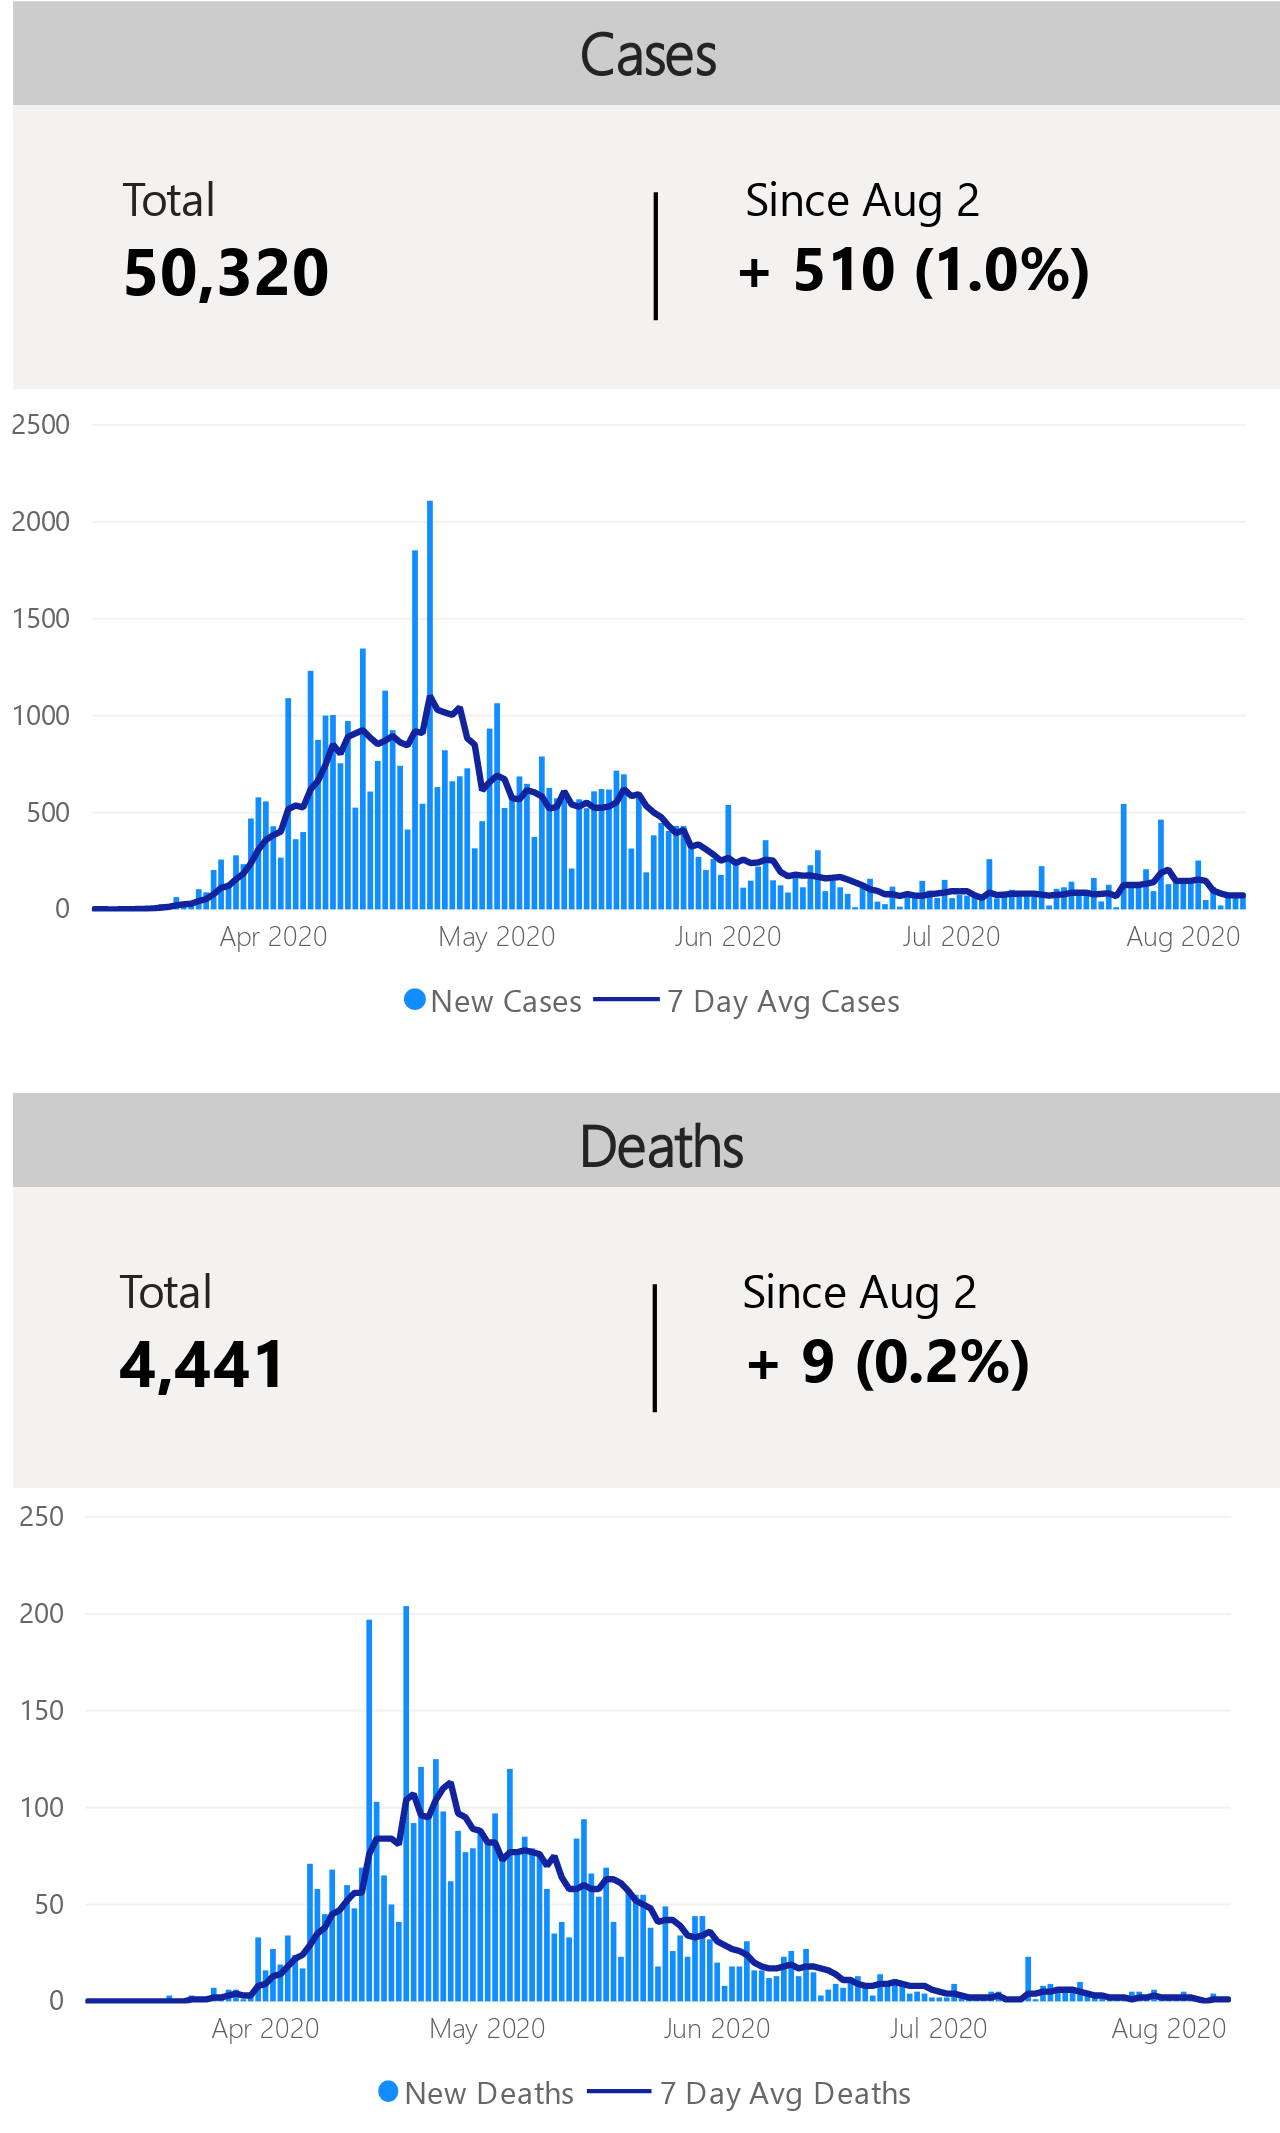 Cases
Total
Since Aug 2
50,320
+ 510 (1.0%)
2500
2000
1500
1000
500
0
Apr 2020
May 2020
Jun 2020
Jul 2020
Aug 2020
New Cases
7 Day Avg Cases
Deaths
Total
Since Aug 2
4,441
+ 9 (0.2%)
250
200
150
100
50
0
Apr 2020
May 2020
Jun 2020
Jul 2020
Aug 2020
New Deaths
7 Day Avg Deaths